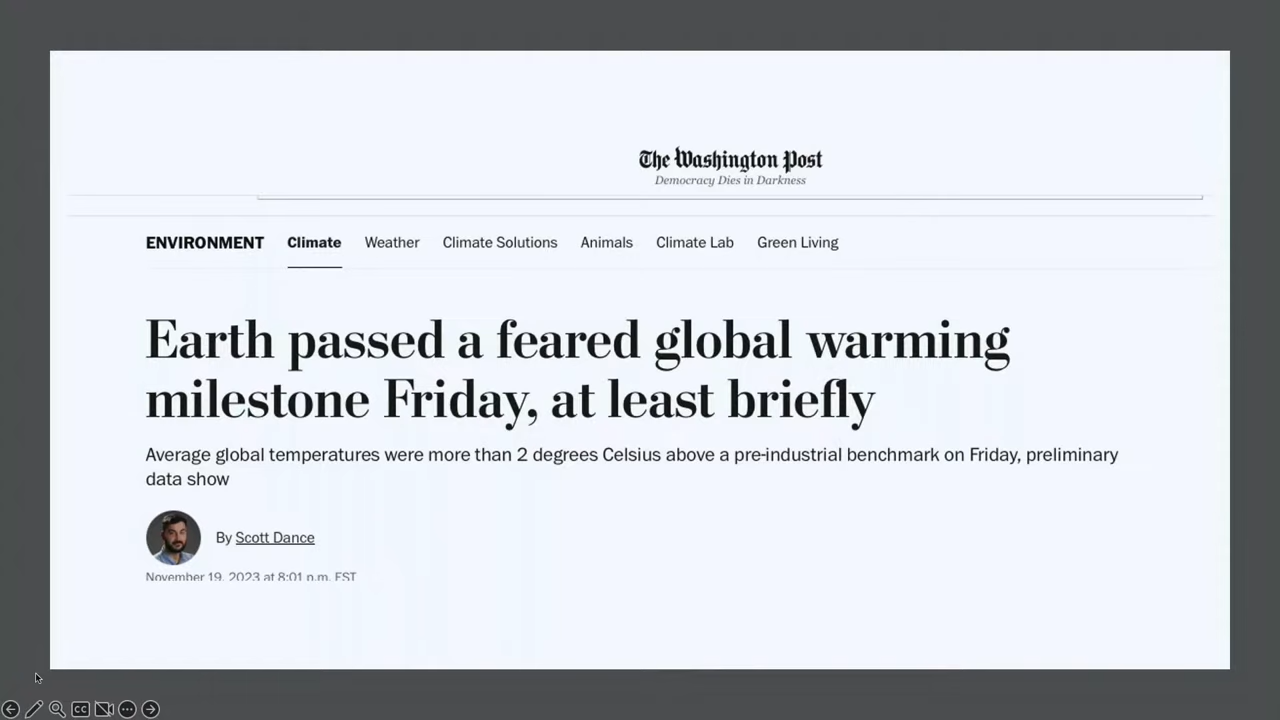 The Washington Post
Democracy Dies in Darkness
ENVIRONMENT Climate Weather Climate Solutions Animals Climate Lab Green Living
Earth passed a feared global warming
milestone Friday, at least briefly
Average global temperatures were more than 2 degrees Celsius above a pre-industrial benchmark on Friday, preliminary
data show
By Scott Dance
November 19, 2023 at 8:01 p.m. EST
CC